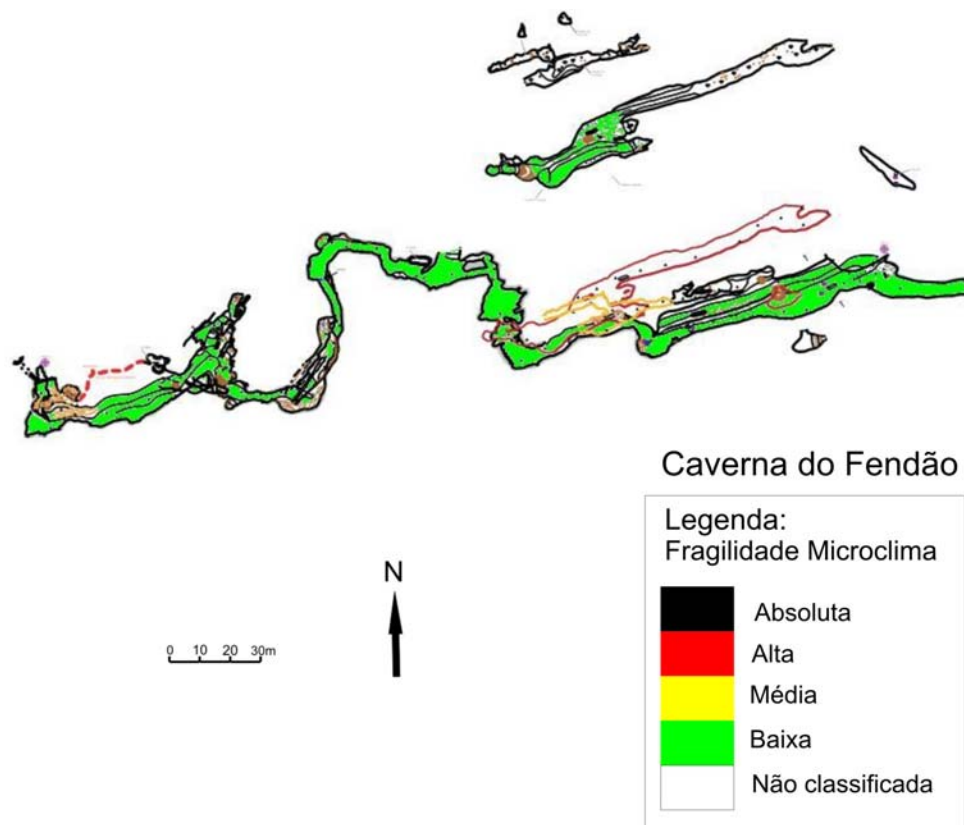 Caverna do Fendão
Legenda:
Fragilidade Microclima
Absoluta
Alta
Média
Baixa
Não classificada
N
0 10 20 30m